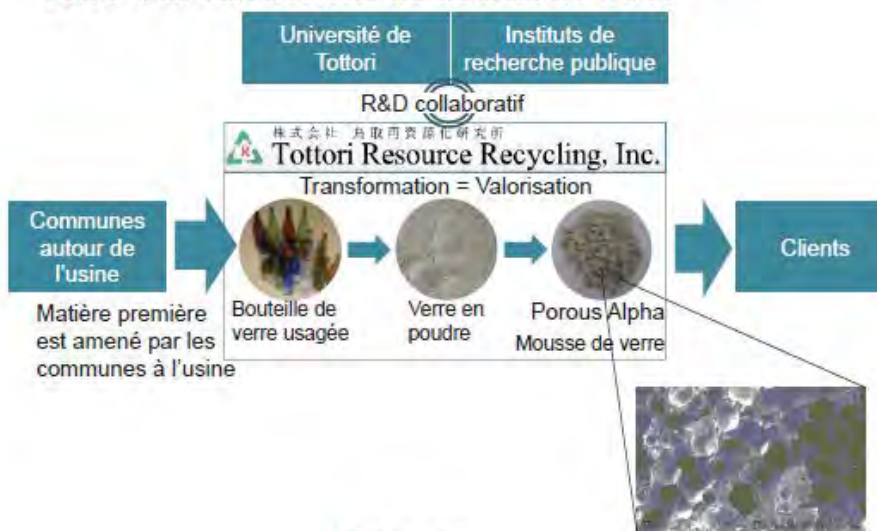 Université de
Tottori
Instituts de
recherche publique
R&D collaboratif
株式会社 鳥取再資源化研究所
Tottori Resource Recycling, Inc.
Transformation = Valorisation
Communes
autour de
l'usine
Matière première
est amené par les
communes à l'usine
Bouteille de
verre usagée
Verre en
poudre
Porous Alpha
Mousse de verre
Clients